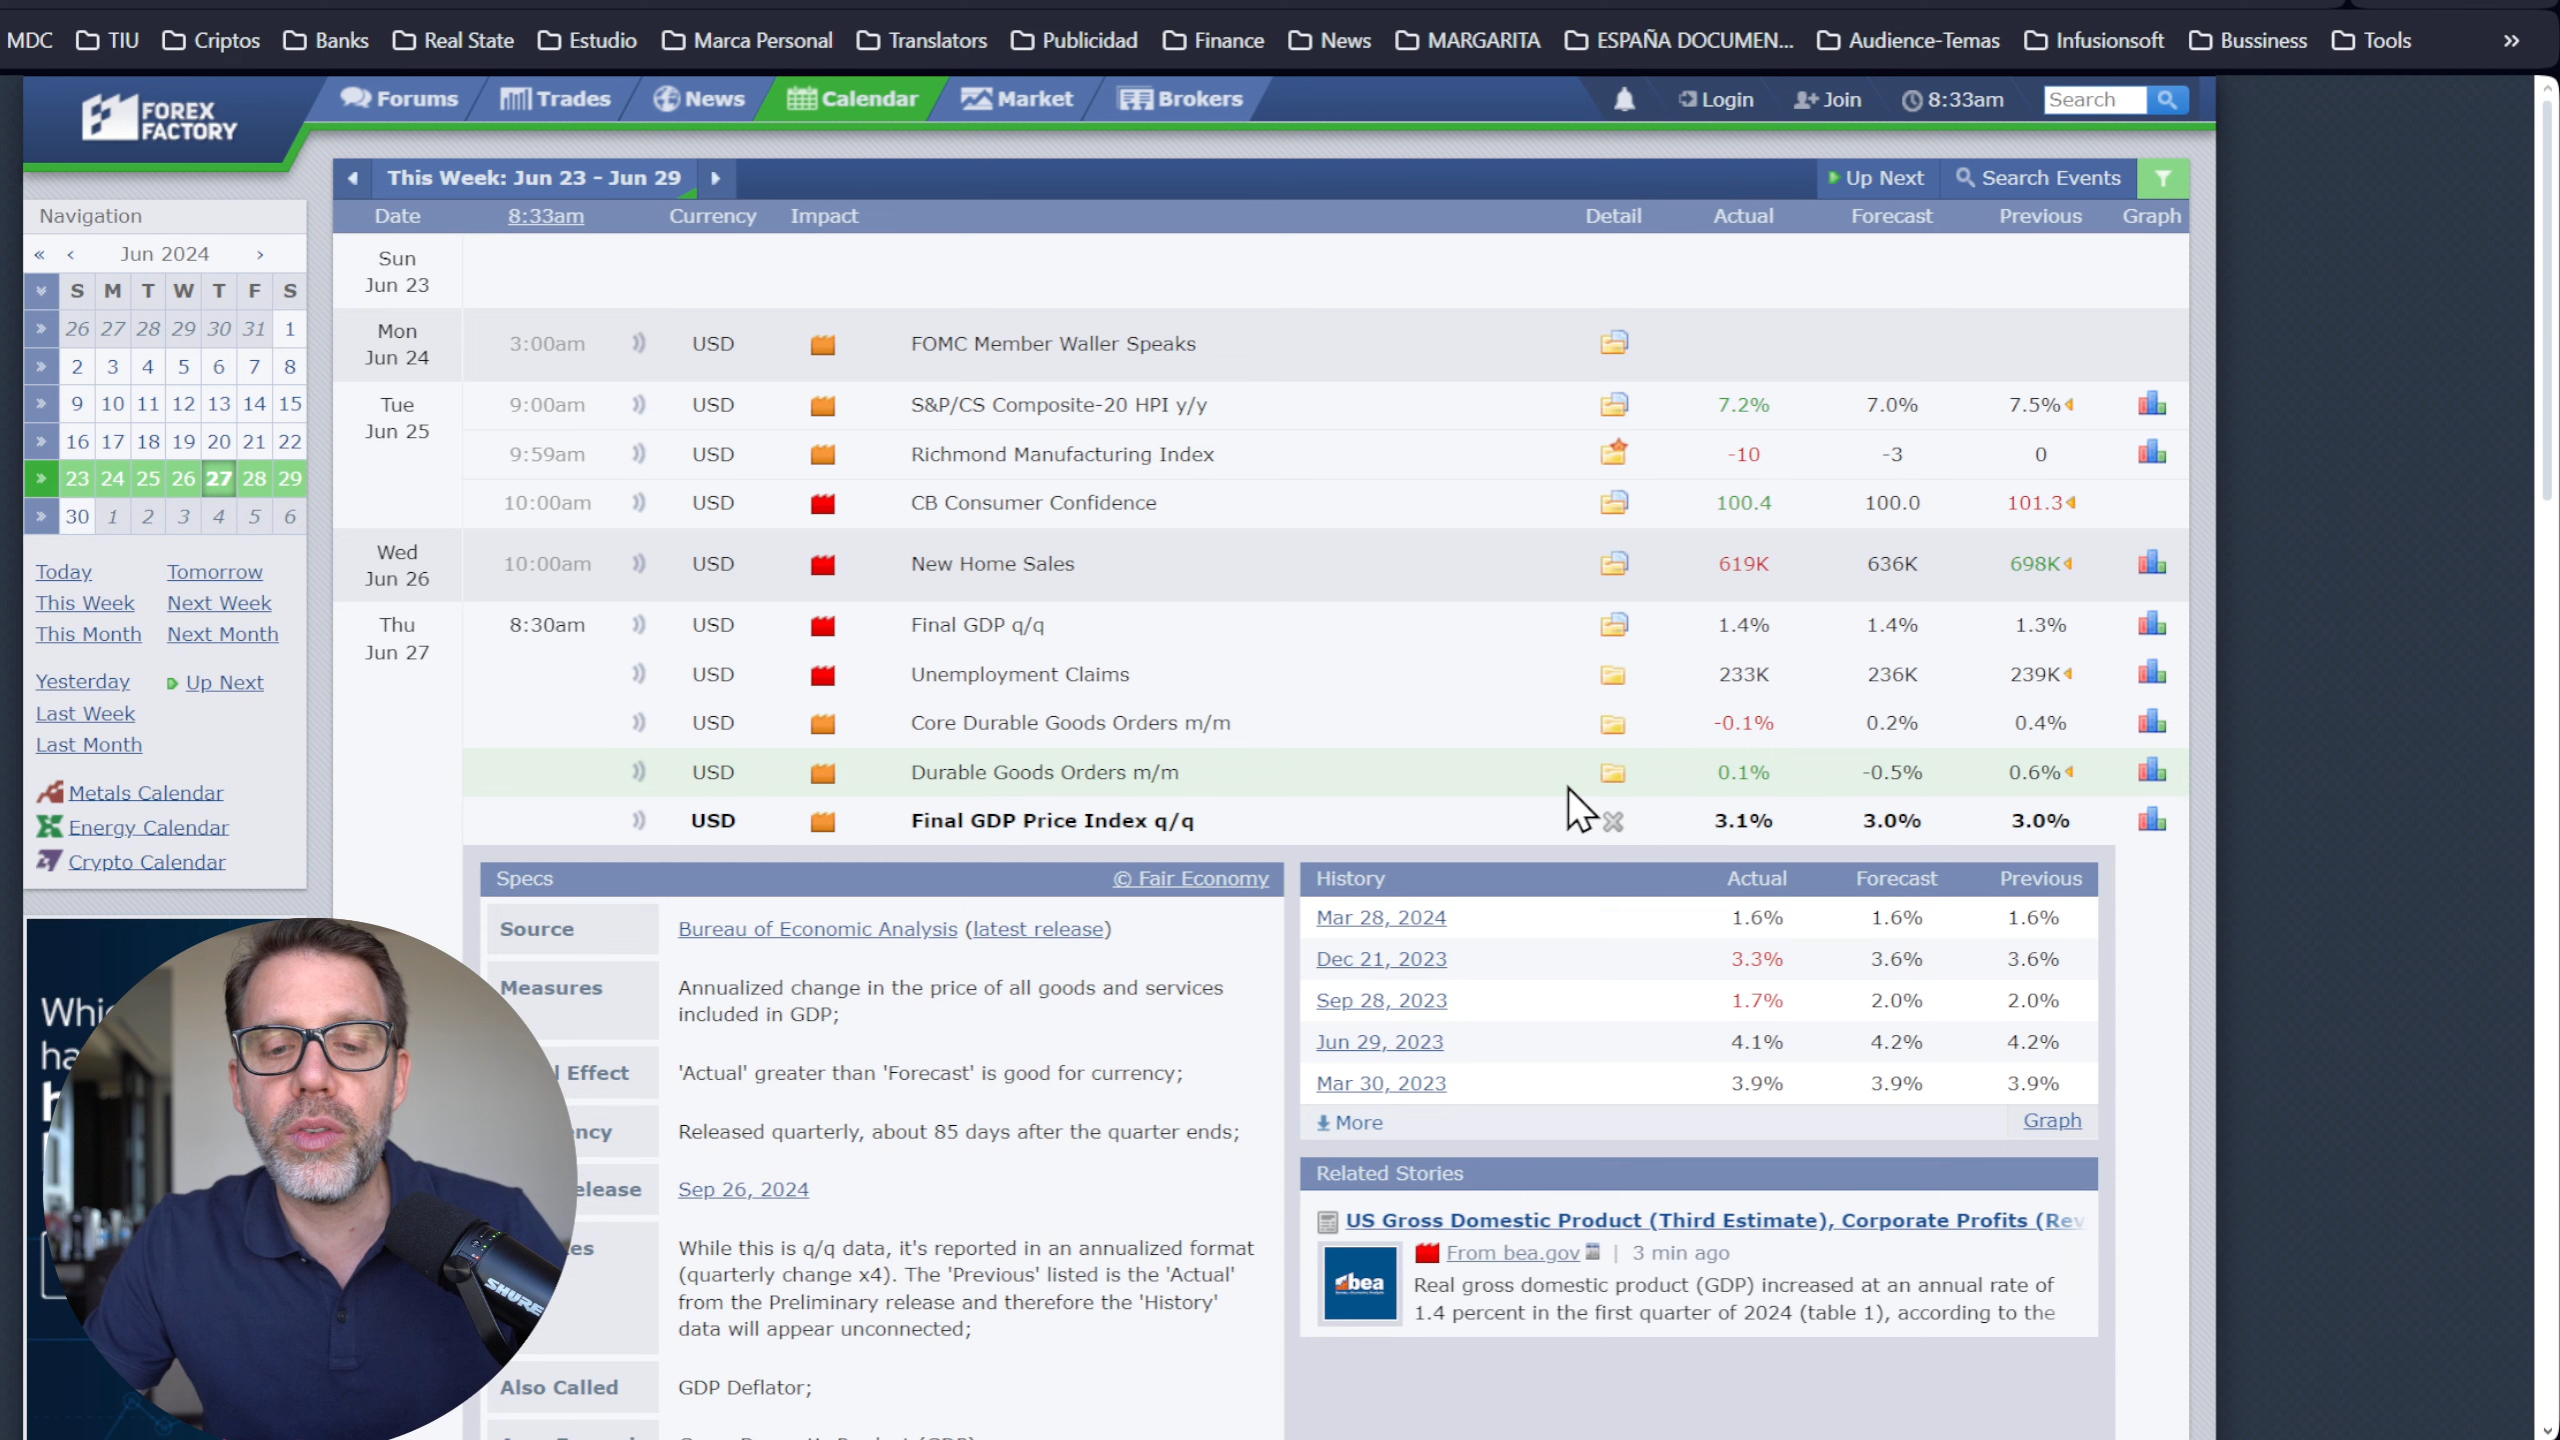 MDC TIU Criptos Banks Real State Estudio Marca Personal Translators Publicidad Finance News MARGARITA ESPAÑA DOCUMEN... Audience-Temas Infusionsoft Bussiness Tools »
FOREX FACTORY Forums Trades News Calendar Market Brokers Login Join 8:33am Search
This Week: Jun 23 - Jun 29 Up Next Search Events
Date 8:33am Currency Impact Detail Actual Forecast Previous Graph
Sun Jun 23
Mon Jun 24 3:00am USD FOMC Member Waller Speaks
Tue Jun 25 9:00am USD S&P/CS Composite-20 HPI y/y 7.2% 7.0% 7.5%
9:59am USD Richmond Manufacturing Index -10 -3 0
10:00am USD CB Consumer Confidence 100.4 100.0 101.3
Wed Jun 26 10:00am USD New Home Sales 619K 636K 698K
Thu Jun 27 8:30am USD Final GDP q/q 1.4% 1.4% 1.3%
USD Unemployment Claims 233K 236K 239K
USD Core Durable Goods Orders m/m -0.1% 0.2% 0.4%
USD Durable Goods Orders m/m 0.1% -0.5% 0.6%
USD Final GDP Price Index q/q 3.1% 3.0% 3.0%
Navigation
« ‹ Jun 2024 ›
S M T W T F S
» 26 27 28 29 30 31 1
» 2 3 4 5 6 7 8
» 9 10 11 12 13 14 15
» 16 17 18 19 20 21 22
» 23 24 25 26 27 28 29
» 30 1 2 3 4 5 6
Today Tomorrow
This Week Next Week
This Month Next Month
Yesterday Up Next
Last Week
Last Month
Metals Calendar
Energy Calendar
Crypto Calendar
Specs © Fair Economy
Source Bureau of Economic Analysis (latest release)
Measures Annualized change in the price of all goods and services
included in GDP;
Effect 'Actual' greater than 'Forecast' is good for currency;
ncy Released quarterly, about 85 days after the quarter ends;
elease Sep 26, 2024
es While this is q/q data, it's reported in an annualized format
(quarterly change x4). The 'Previous' listed is the 'Actual'
from the Preliminary release and therefore the 'History'
data will appear unconnected;
Also Called GDP Deflator;
History Actual Forecast Previous
Mar 28, 2024 1.6% 1.6% 1.6%
Dec 21, 2023 3.3% 3.6% 3.6%
Sep 28, 2023 1.7% 2.0% 2.0%
Jun 29, 2023 4.1% 4.2% 4.2%
Mar 30, 2023 3.9% 3.9% 3.9%
More Graph
Related Stories
US Gross Domestic Product (Third Estimate), Corporate Profits (Rev
From bea.gov | 3 min ago
bea
Real gross domestic product (GDP) increased at an annual rate of
1.4 percent in the first quarter of 2024 (table 1), according to the
Whic
ha
SHURE